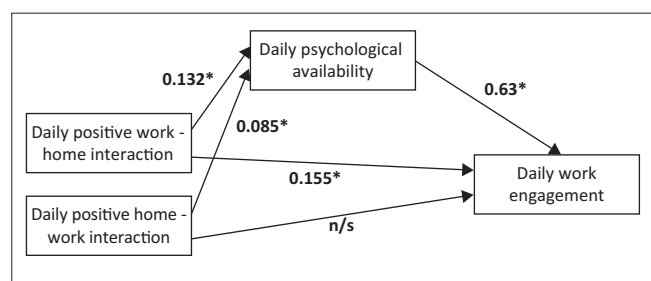 Daily psychological
availability
0.132*
0.63*
Daily positive work -
home interaction
0.085*
0.155*
Daily work
engagement
Daily positive home -
work interaction
n/s